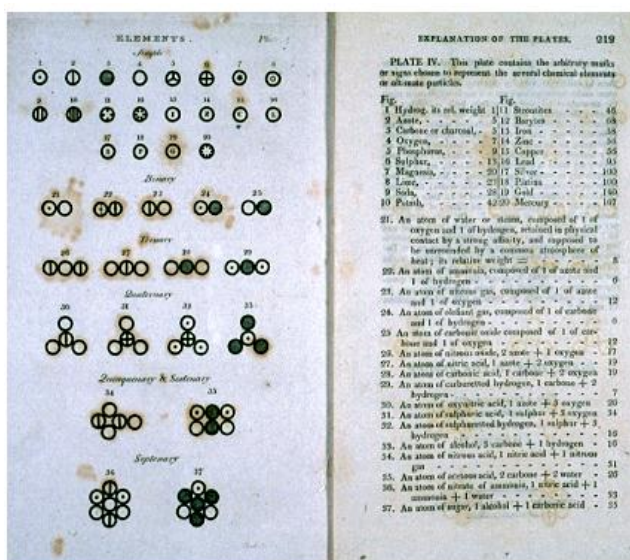 ELEMENTS.
Simple
1 2 3 4 5 6 7 8
9 10 11 12 13 14 15 16
17 18 19 20
Binary
21 22 23 24 25
Ternary
26 27 28 29
Quaternary
30 31 32 33
Quinquenary & Sextenary
34 35
Septenary
36 37
EXPLANATION OF THE PLATES. 219
PLATE IV. This plate contains the arbitrary marks
or signs chosen to represent the several chemical elements
or ultimate particles.
Fig. Fig.
1 Hydrog. its rel. weight 1 11 Strontites 46
2 Azote, 5 12 Barytes 68
3 Carbone or charcoal, 5 13 Iron 38
4 Oxygen, 7 14 Zinc 56
5 Phosphorus, 9 15 Copper 56
6 Sulphur, 13 16 Lead 95
7 Magnesia, 20 17 Silver 100
8 Lime, 23 18 Platina 100
9 Soda, 28 19 Gold 140
10 Potash, 42 20 Mercury 167
21. An atom of water or steam, composed of 1 of
oxygen and 1 of hydrogen, retained in physical
contact by a strong affinity, and supposed to
be surrounded by a common atmosphere of
heat; its relative weight = 8
22. An atom of ammonia, composed of 1 of azote and
1 of hydrogen 6
23. An atom of nitrous gas, composed of 1 of azote
and 1 of oxygen 12
24. An atom of olefiant gas, composed of 1 of carbone
and 1 of hydrogen 6
25 An atom of carbonic oxide composed of 1 of car-
bone and 1 of oxygen 12
26. An atom of nitrous oxide, 2 azote + 1 oxygen 17
27. An atom of nitric acid, 1 azote + 2 oxygen 19
28. An atom of carbonic acid, 1 carbone + 2 oxygen 19
29. An atom of carburetted hydrogen, 1 carbone + 2
hydrogen 7
30. An atom of oxynitric acid, 1 azote + 3 oxygen 26
31. An atom of sulphuric acid, 1 sulphur + 3 oxygen 34
32. An atom of sulphuretted hydrogen, 1 sulphur + 3
hydrogen 16
33. An atom of alcohol, 3 carbone + 1 hydrogen 16
34. An atom of nitrous acid, 1 nitric acid + 1 nitrous
gas 31
35. An atom of acetous acid, 2 carbone + 2 water 26
36. An atom of nitrate of ammonia, 1 nitric acid + 1
ammonia + 1 water 33
37. An atom of sugar, 1 alcohol + 1 carbonic acid 35